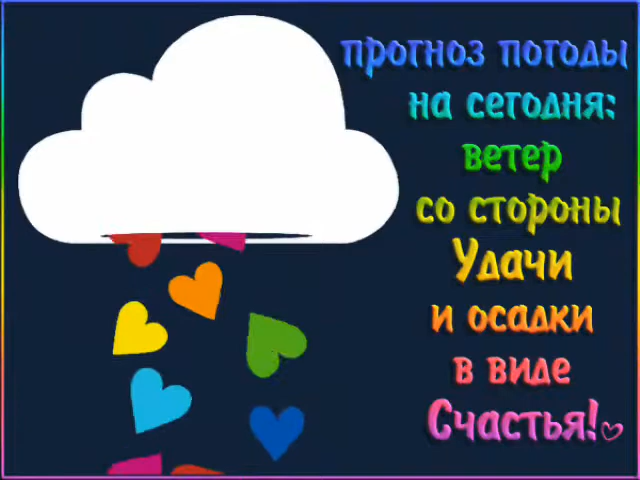 прогноз погоды
на сегодня:
ветер
со стороны
Удачи
и осадки
в виде
Счастья!